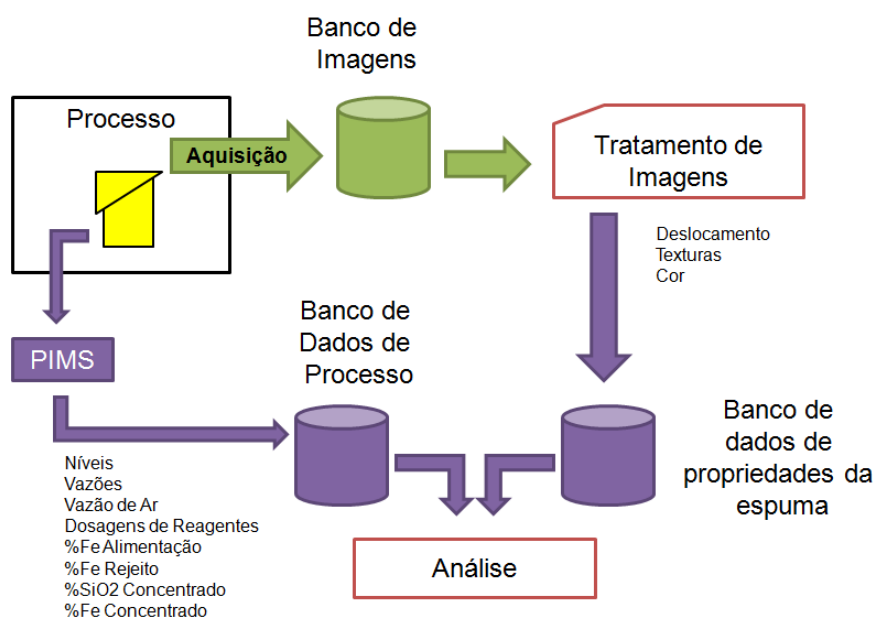 Banco de
Imagens
Processo
Aquisição
Tratamento de
Imagens
Deslocamento
Texturas
Cor
Banco de
Dados de
Processo
PIMS
Banco de
dados de
propriedades da
espuma
Níveis
Vazões
Vazão de Ar
Dosagens de Reagentes
%Fe Alimentação
%Fe Rejeito
%SiO2 Concentrado
%Fe Concentrado
Análise